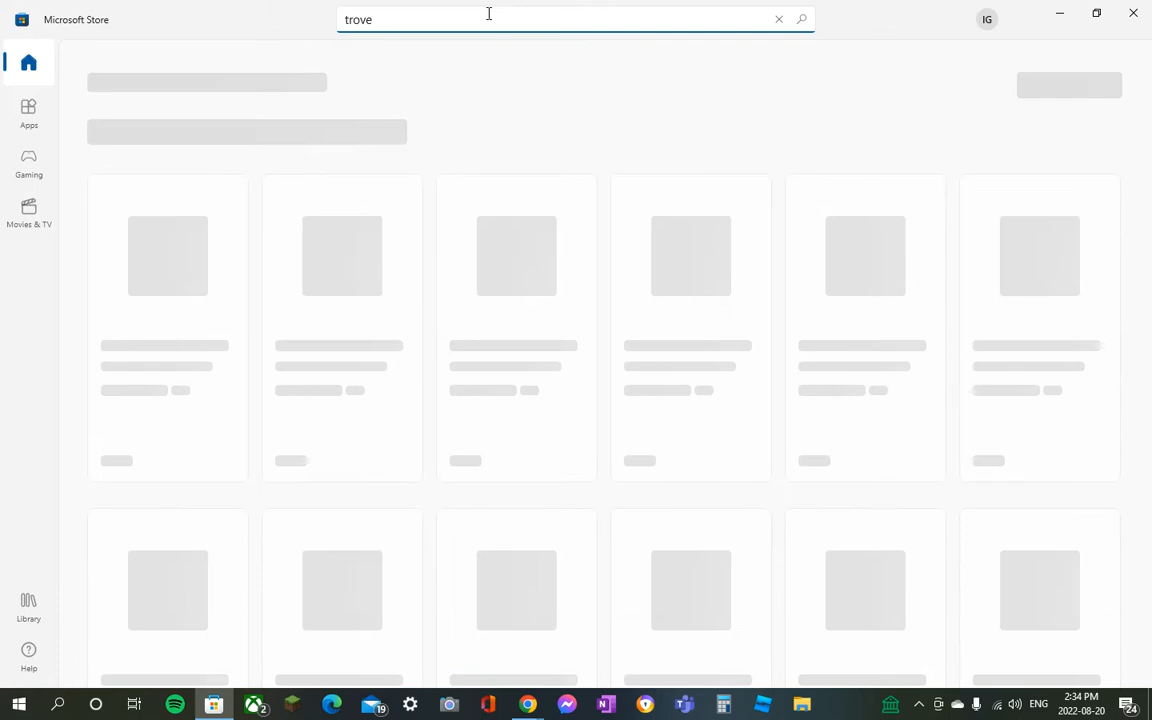 Microsoft Store
trove
IG
Apps
Gaming
Movies & TV
Library
Help
2
19
ENG
2:34 PM
2022-08-20
24